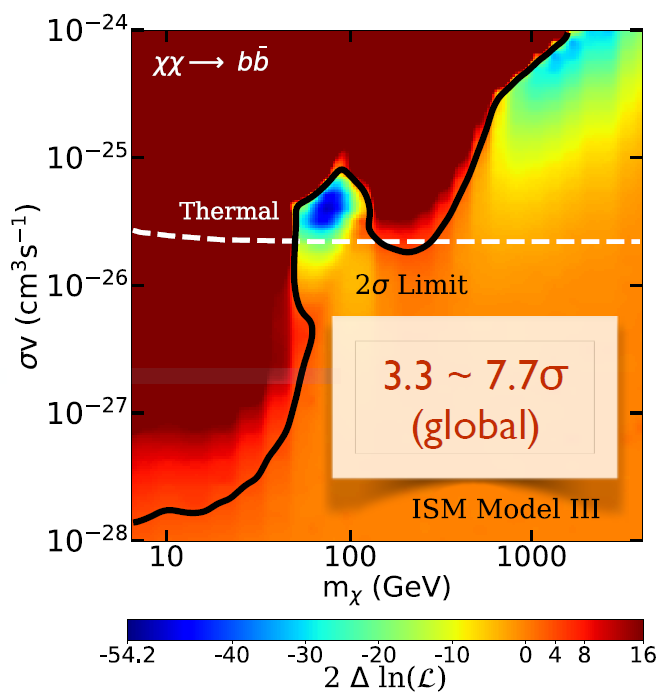 10⁻²⁴
χχ ⟶ bb̄
10⁻²⁵
Thermal
σv (cm³s⁻¹)
10⁻²⁶
2σ Limit
3.3 ~ 7.7σ
(global)
10⁻²⁷
ISM Model III
10⁻²⁸
10 100 1000
mχ (GeV)
-54.2 -40 -30 -20 -10 0 4 8 16
2 Δ ln(ℒ)